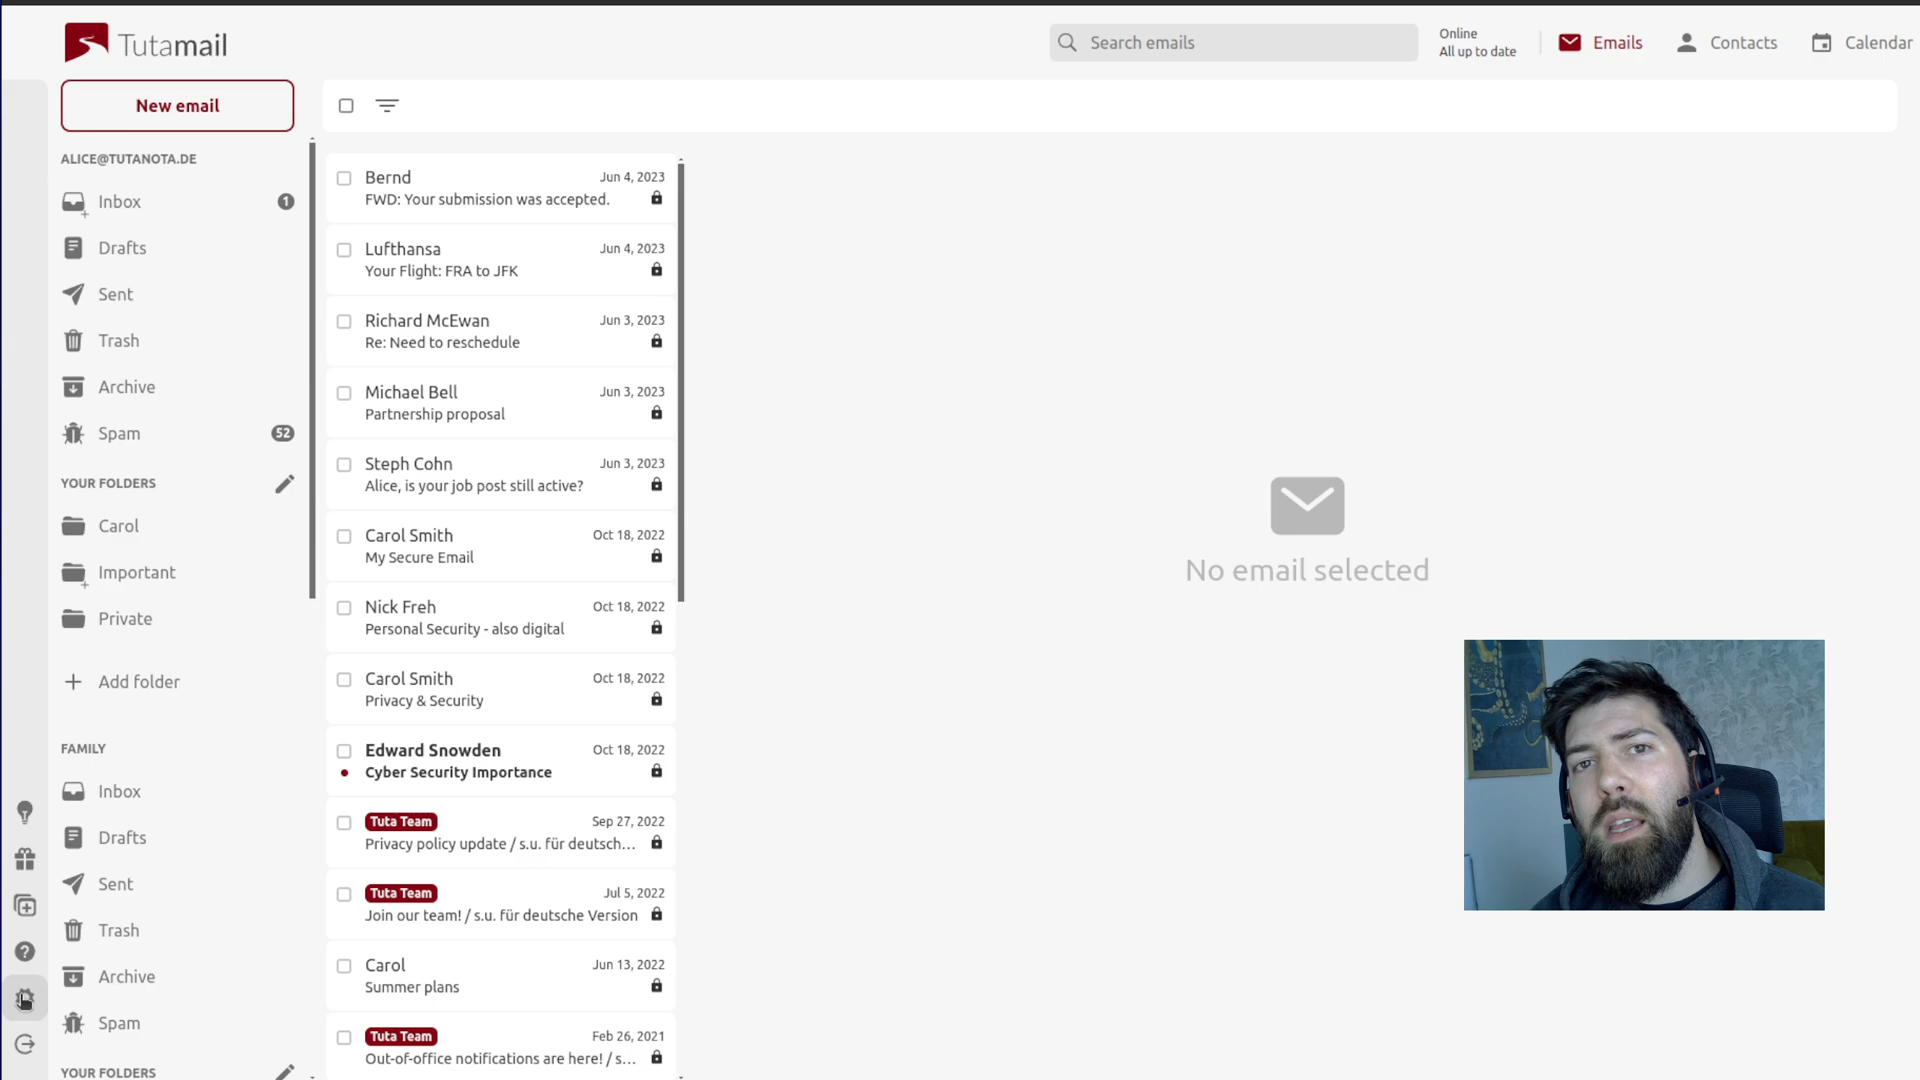 Tutamail
Search emails
Online
All up to date
Emails
Contacts
Calendar
New email
ALICE@TUTANOTA.DE
Inbox
1
Drafts
Sent
Trash
Archive
Spam
52
YOUR FOLDERS
Carol
Important
Private
Add folder
FAMILY
Inbox
Drafts
Sent
Trash
Archive
Spam
YOUR FOLDERS
Bernd
Jun 4, 2023
FWD: Your submission was accepted.
Lufthansa
Jun 4, 2023
Your Flight: FRA to JFK
Richard McEwan
Jun 3, 2023
Re: Need to reschedule
Michael Bell
Jun 3, 2023
Partnership proposal
Steph Cohn
Jun 3, 2023
Alice, is your job post still active?
Carol Smith
Oct 18, 2022
My Secure Email
Nick Freh
Oct 18, 2022
Personal Security - also digital
Carol Smith
Oct 18, 2022
Privacy & Security
Edward Snowden
Oct 18, 2022
Cyber Security Importance
Tuta Team
Sep 27, 2022
Privacy policy update / s.u. für deutsch...
Tuta Team
Jul 5, 2022
Join our team! / s.u. für deutsche Version
Carol
Jun 13, 2022
Summer plans
Tuta Team
Feb 26, 2021
Out-of-office notifications are here! / s...
No email selected